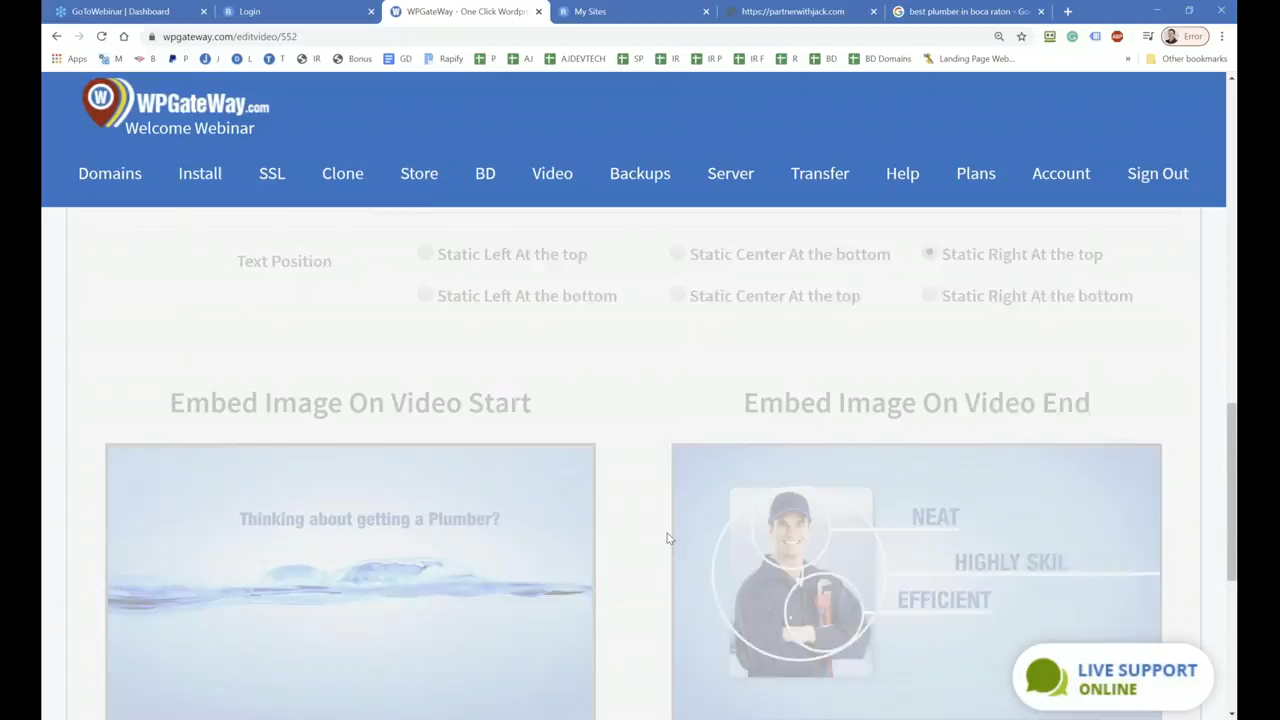 GoToWebinar | Dashboard
Login
WPGateWay - One Click Wordpr
My Sites
https://partnerwithjack.com
best plumber in boca raton - Go
wpgateway.com/editvideo/552
Error
Apps M B P J D L T IR Bonus GD Rapify P AJ AJDEVTECH SP IR IR P IR F R BD BD Domains Landing Page Web... » Other bookmarks
WPGateWay.com
Welcome Webinar
Domains Install SSL Clone Store BD Video Backups Server Transfer Help Plans Account Sign Out
Text Position
Static Left At the top
Static Center At the bottom
Static Right At the top
Static Left At the bottom
Static Center At the top
Static Right At the bottom
Embed Image On Video Start
Embed Image On Video End
Thinking about getting a Plumber?
NEAT
HIGHLY SKIL
EFFICIENT
LIVE SUPPORT
ONLINE